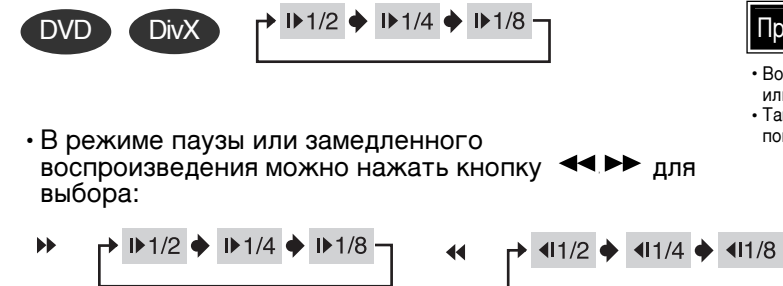 DVD DivX I▶1/2 I▶1/4 I▶1/8
• В режиме паузы или замедленного
воспроизведения можно нажать кнопку ◀◀ ▶▶ для
выбора:
▶▶ I▶1/2 I▶1/4 I▶1/8 ◀◀ ◀I1/2 ◀I1/4 ◀I1/8